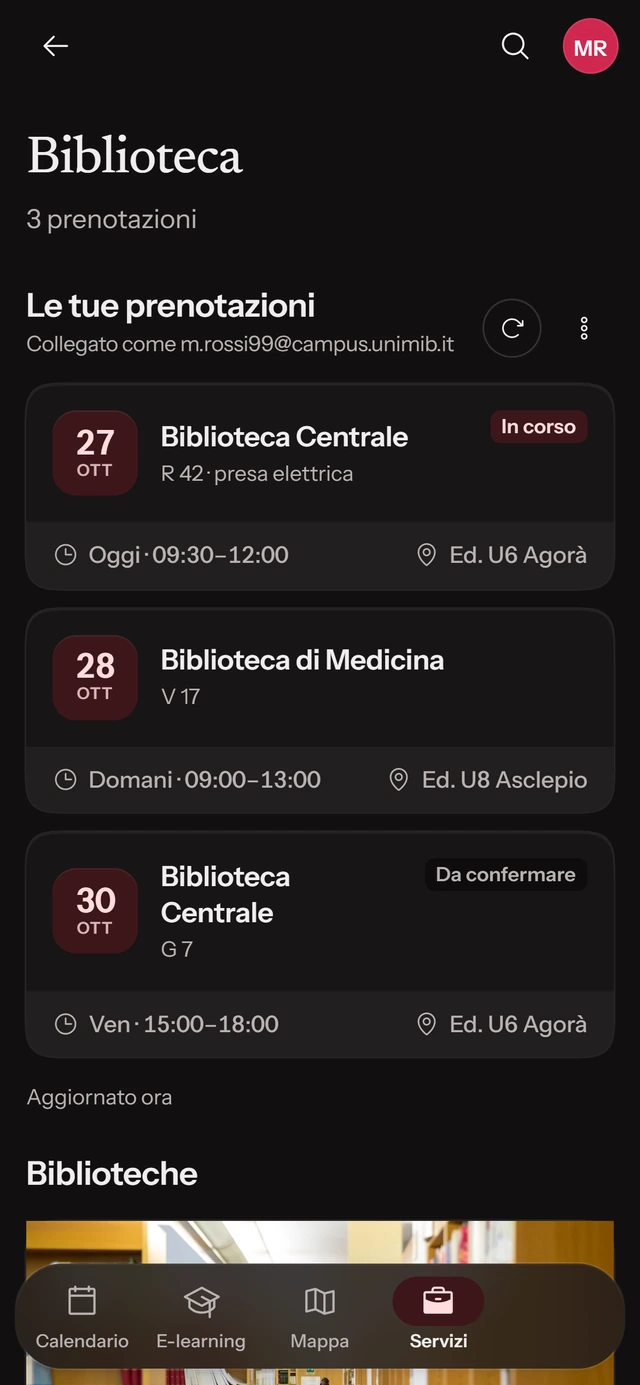 MR
Biblioteca
3 prenotazioni
Le tue prenotazioni
Collegato come m.rossi99@campus.unimib.it
27
OTT
Biblioteca Centrale
In corso
R 42 · presa elettrica
Oggi · 09:30–12:00
Ed. U6 Agorà
28
OTT
Biblioteca di Medicina
V 17
Domani · 09:00–13:00
Ed. U8 Asclepio
30
OTT
Biblioteca
Centrale
Da confermare
G 7
Ven · 15:00–18:00
Ed. U6 Agorà
Aggiornato ora
Biblioteche
Calendario
E-learning
Mappa
Servizi